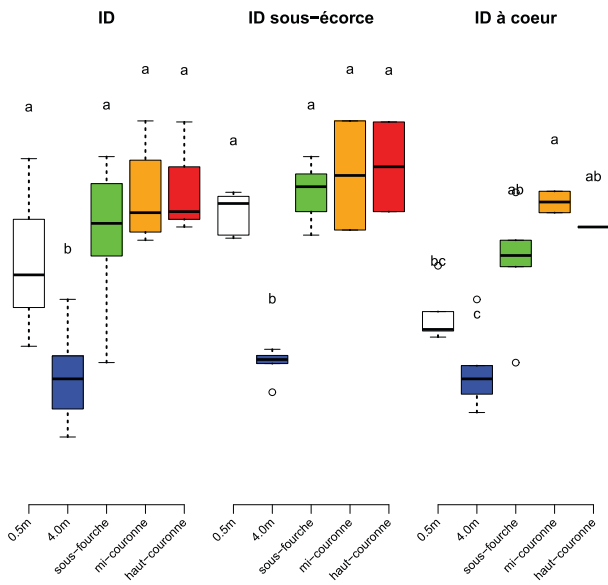 ID
ID sous−écorce
ID à coeur
a
a
a
a
b
a
a
a
a
b
a
ab
ab
bc
c
0.5m
4.0m
sous−fourche
mi−couronne
haut−couronne
0.5m
4.0m
sous−fourche
mi−couronne
haut−couronne
0.5m
4.0m
sous−fourche
mi−couronne
haut−couronne